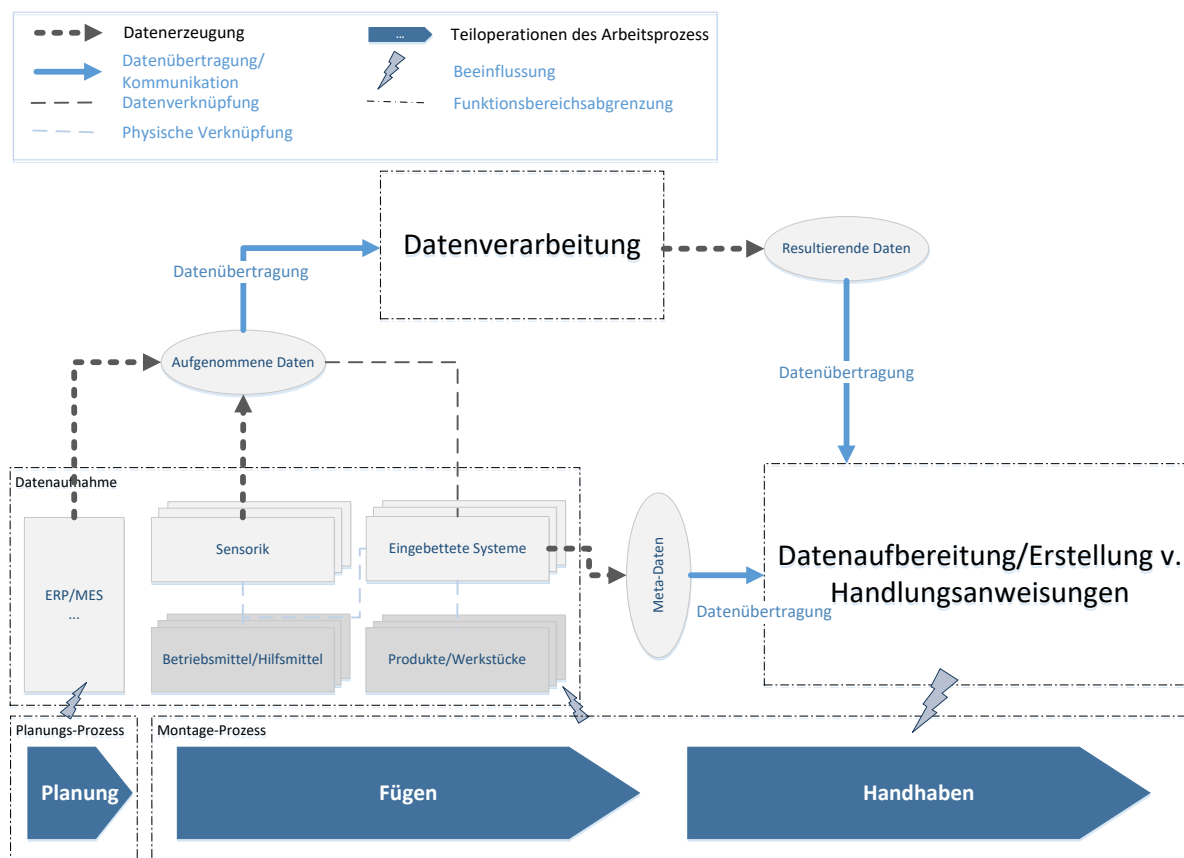 Datenerzeugung
Datenübertragung/
Kommunikation
Datenverknüpfung
Physische Verknüpfung
...
Teiloperationen des Arbeitsprozess
Beeinflussung
Funktionsbereichsabgrenzung
Datenverarbeitung
Resultierende Daten
Datenübertragung
Aufgenommene Daten
Datenübertragung
Datenaufnahme
Sensorik
Eingebettete Systeme
ERP/MES
...
Betriebsmittel/Hilfsmittel
Produkte/Werkstücke
Meta-Daten
Datenübertragung
Datenaufbereitung/Erstellung v.
Handlungsanweisungen
Planungs-Prozess
Montage-Prozess
Planung
Fügen
Handhaben